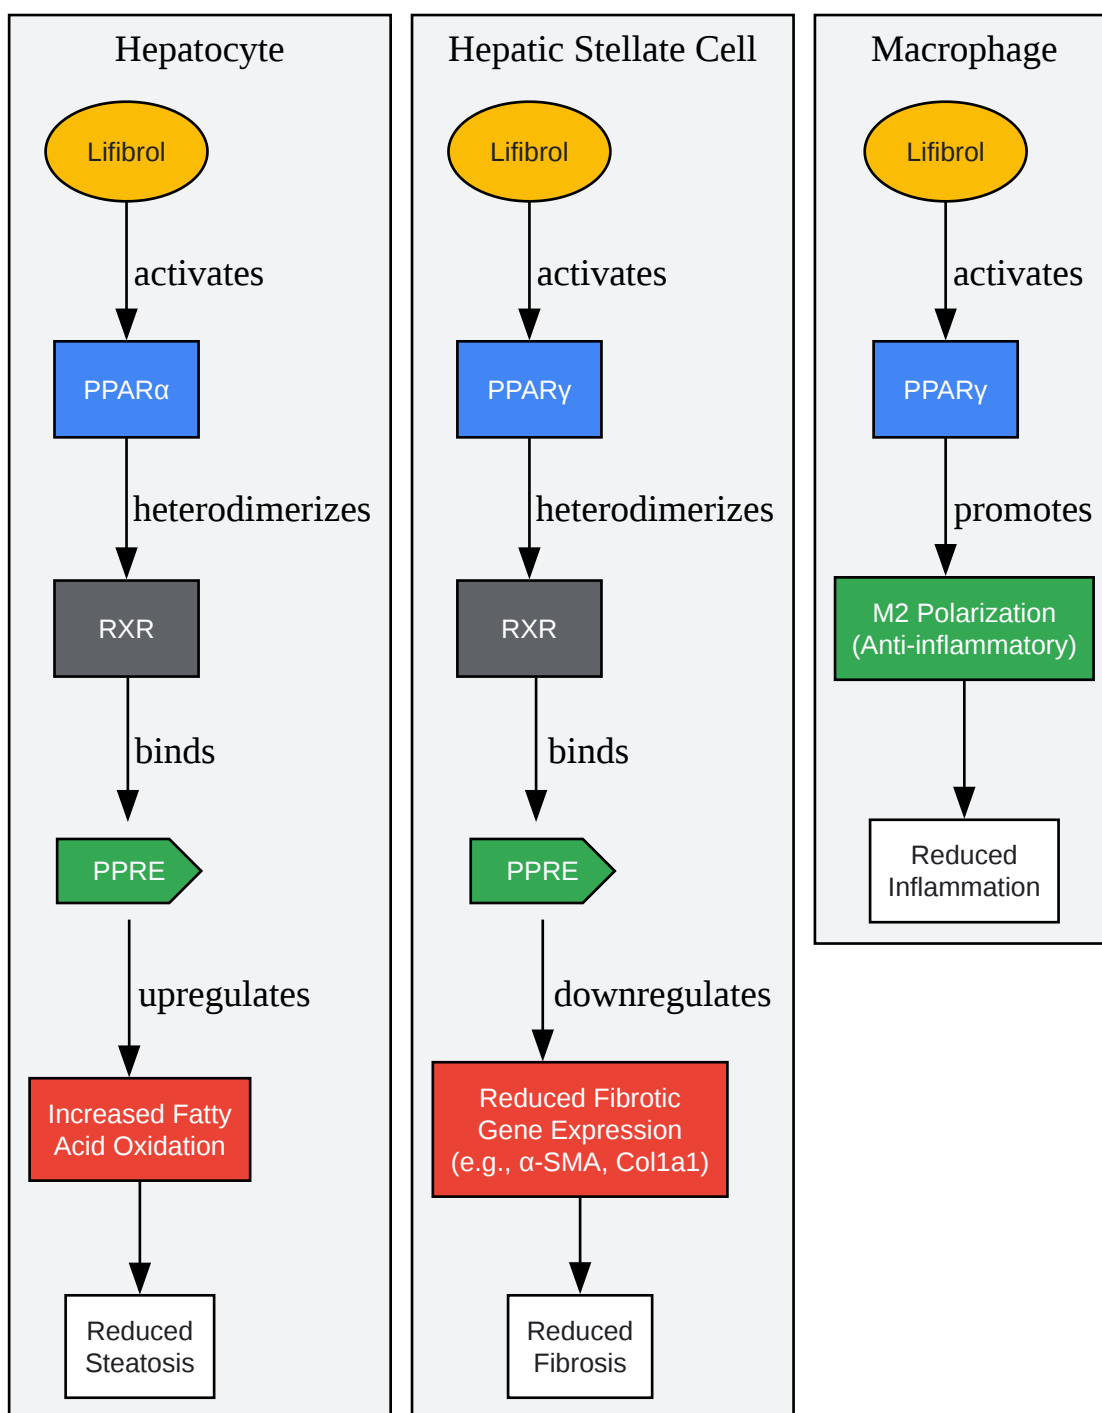 Hepatocyte
Lifibrol
activates
PPARα
heterodimerizes
RXR
binds
PPRE
upregulates
Increased Fatty
Acid Oxidation
Reduced
Steatosis
Hepatic Stellate Cell
Lifibrol
activates
PPARγ
heterodimerizes
RXR
binds
PPRE
downregulates
Reduced Fibrotic
Gene Expression
(e.g., α-SMA, Col1a1)
Reduced
Fibrosis
Macrophage
Lifibrol
activates
PPARγ
promotes
M2 Polarization
(Anti-inflammatory)
Reduced
Inflammation